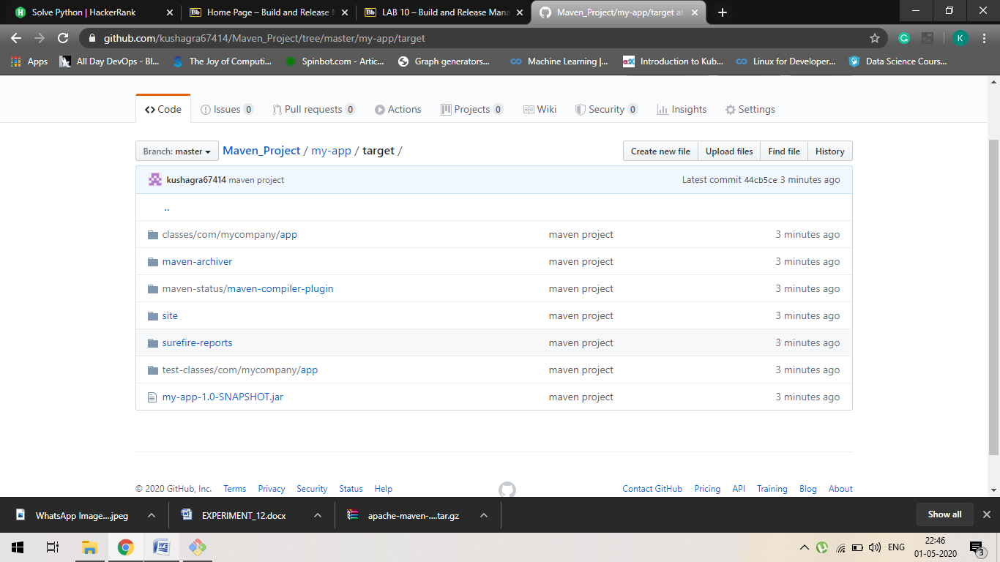 Solve Python | HackerRank
Bb Home Page – Build and Release M
Bb LAB 10 – Build and Release Mana
Maven_Project/my-app/target at
github.com/kushagra67414/Maven_Project/tree/master/my-app/target
K
Apps
All Day DevOps - Bl...
The Joy of Computi...
Spinbot.com - Artic...
Graph generators...
Machine Learning |...
edX Introduction to Kub...
Linux for Developer...
Data Science Cours...
<> Code
Issues 0
Pull requests 0
Actions
Projects 0
Wiki
Security 0
Insights
Settings
Branch: master
Maven_Project / my-app / target /
Create new file
Upload files
Find file
History
kushagra67414 maven project
Latest commit 44cb5ce 3 minutes ago
..
classes/com/mycompany/app maven project 3 minutes ago
maven-archiver maven project 3 minutes ago
maven-status/maven-compiler-plugin maven project 3 minutes ago
site maven project 3 minutes ago
surefire-reports maven project 3 minutes ago
test-classes/com/mycompany/app maven project 3 minutes ago
my-app-1.0-SNAPSHOT.jar maven project 3 minutes ago
© 2020 GitHub, Inc.
Terms
Privacy
Security
Status
Help
Contact GitHub
Pricing
API
Training
Blog
About
WhatsApp Image....jpeg
EXPERIMENT_12.docx
apache-maven-....tar.gz
Show all
ENG
22:46
01-05-2020
3